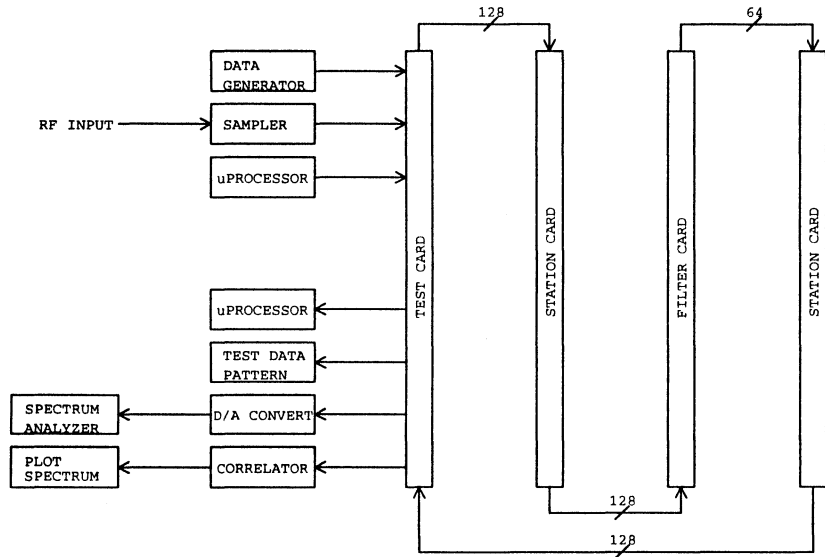 128
64
DATA
GENERATOR
RF INPUT
SAMPLER
uPROCESSOR
TEST CARD
STATION CARD
FILTER CARD
STATION CARD
uPROCESSOR
TEST DATA
PATTERN
SPECTRUM
ANALYZER
D/A CONVERT
PLOT
SPECTRUM
CORRELATOR
128
128